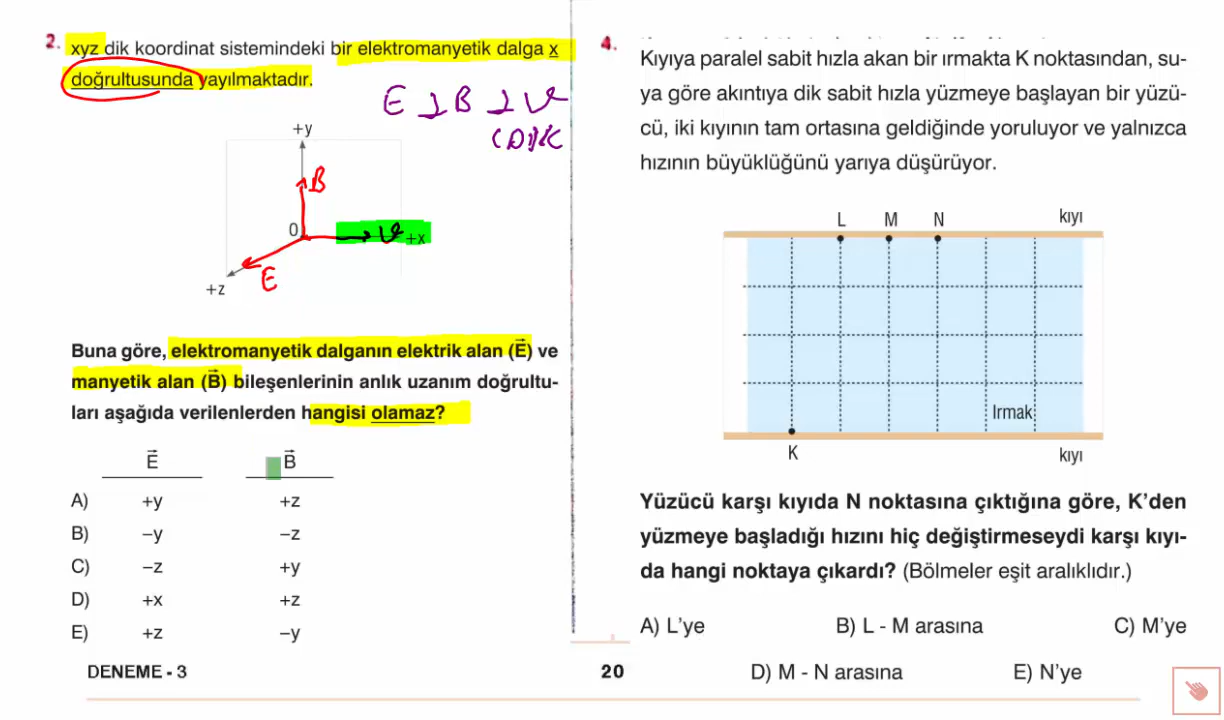 2. xyz dik koordinat sistemindeki bir elektromanyetik dalga x
doğrultusunda yayılmaktadır.
E ⊥ B ⊥ v
+y
B
0
v
+x
E
+z
Buna göre, elektromanyetik dalganın elektrik alan (E⃗) ve
manyetik alan (B⃗) bileşenlerinin anlık uzanım doğrultu-
ları aşağıda verilenlerden hangisi olamaz?
E⃗ B⃗
A) +y +z
B) –y –z
C) –z +y
D) +x +z
E) +z –y
DENEME - 3
4.
Kıyıya paralel sabit hızla akan bir ırmakta K noktasından, su-
ya göre akıntıya dik sabit hızla yüzmeye başlayan bir yüzü-
cü, iki kıyının tam ortasına geldiğinde yoruluyor ve yalnızca
hızının büyüklüğünü yarıya düşürüyor.
L M N kıyı
Irmak
K kıyı
Yüzücü karşı kıyıda N noktasına çıktığına göre, K'den
yüzmeye başladığı hızını hiç değiştirmeseydi karşı kıyı-
da hangi noktaya çıkardı? (Bölmeler eşit aralıklıdır.)
A) L'ye B) L - M arasına C) M'ye
D) M - N arasına E) N'ye
20